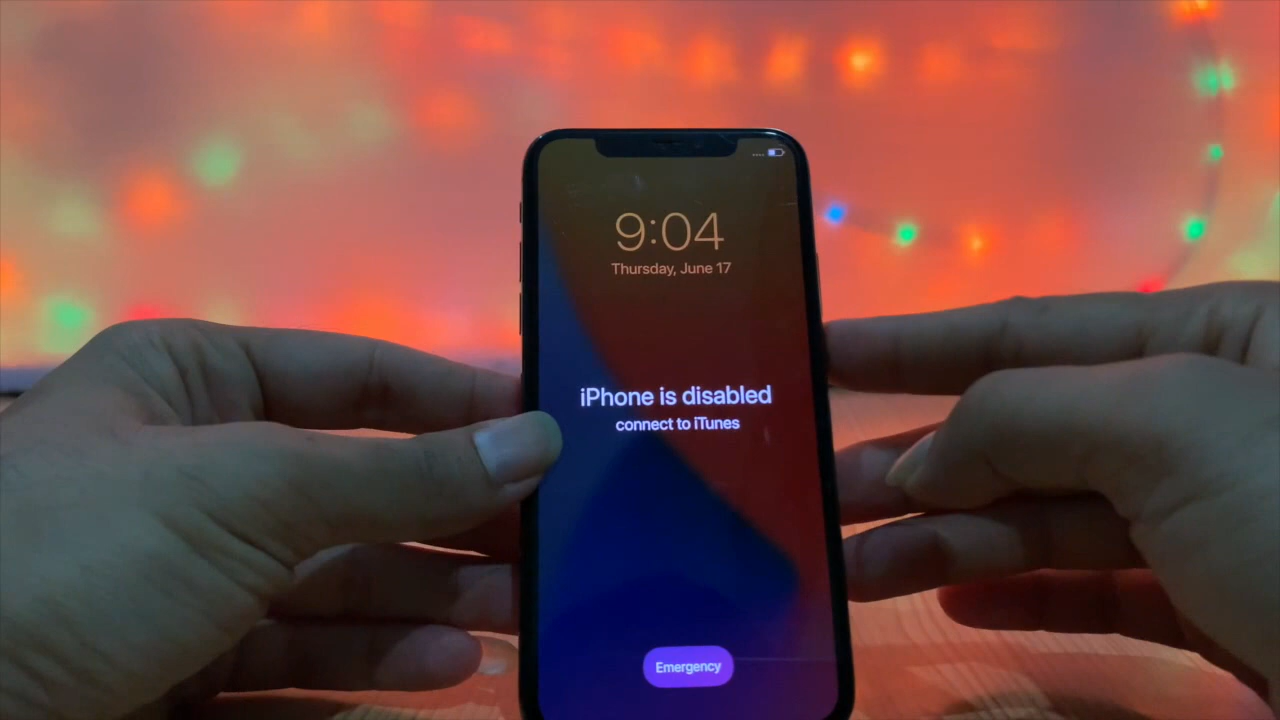 9:04
Thursday, June 17
iPhone is disabled
connect to iTunes
Emergency